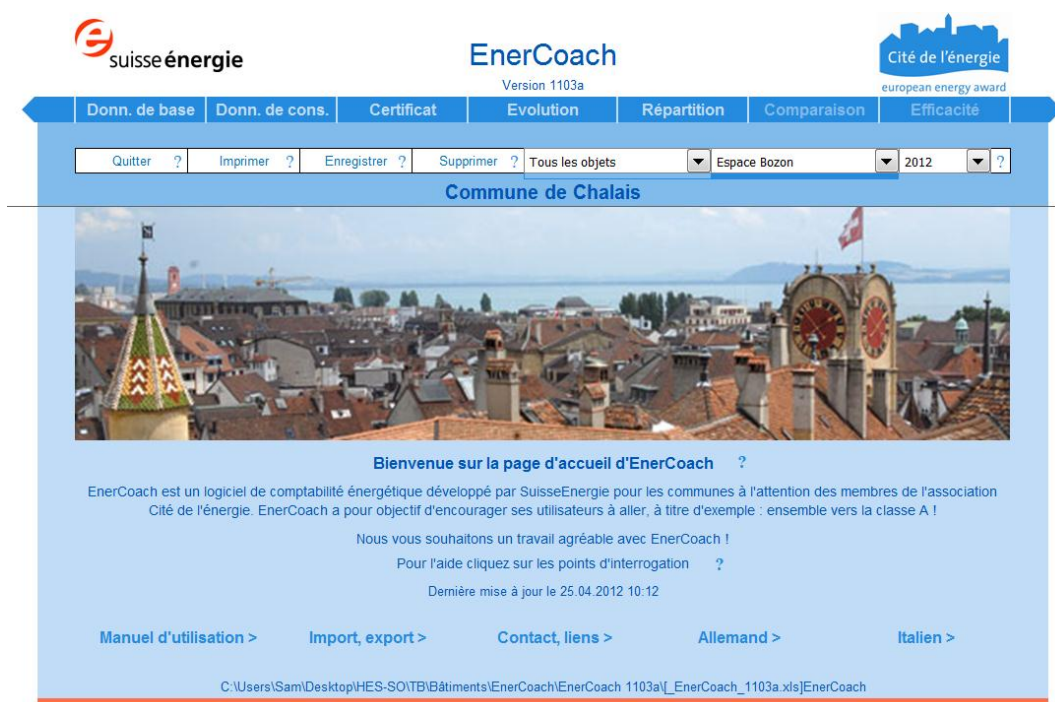 suisse énergie
EnerCoach
Version 1103a
Cité de l'énergie
european energy award
Donn. de base Donn. de cons. Certificat Evolution Répartition Comparaison Efficacité
Quitter ? Imprimer ? Enregistrer ? Supprimer ? Tous les objets Espace Bozon 2012 ?
Commune de Chalais
Bienvenue sur la page d'accueil d'EnerCoach ?
EnerCoach est un logiciel de comptabilité énergétique développé par SuisseEnergie pour les communes à l'attention des membres de l'association
Cité de l'énergie. EnerCoach a pour objectif d'encourager ses utilisateurs à aller, à titre d'exemple : ensemble vers la classe A !
Nous vous souhaitons un travail agréable avec EnerCoach !
Pour l'aide cliquez sur les points d'interrogation ?
Dernière mise à jour le 25.04.2012 10:12
Manuel d'utilisation > Import, export > Contact, liens > Allemand > Italien >
C:\Users\Sam\Desktop\HES-SO\TB\Bâtiments\EnerCoach\EnerCoach 1103a\[_EnerCoach_1103a.xls]EnerCoach